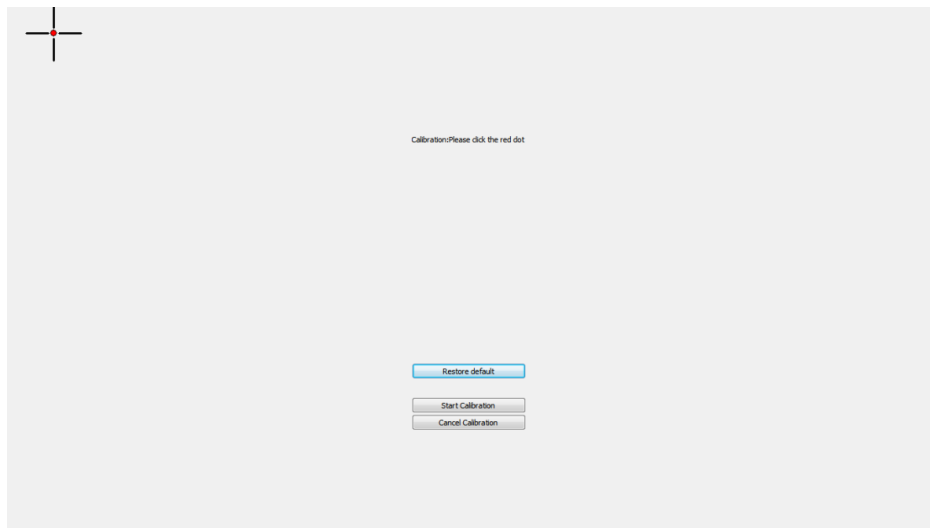 Calibration:Please click the red dot
Restore default
Start Calibration
Cancel Calibration